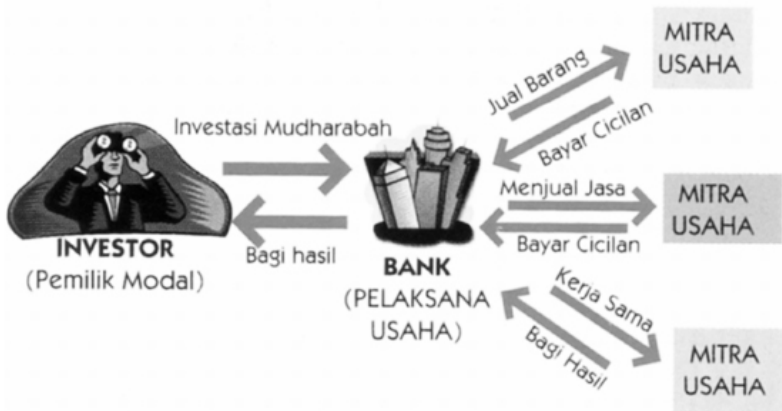 Investasi Mudharabah
INVESTOR
(Pemilik Modal)
Bagi hasil
BANK
(PELAKSANA
USAHA)
Jual Barang
Bayar Cicilan
MITRA
USAHA
Menjual Jasa
Bayar Cicilan
MITRA
USAHA
Kerja Sama
Bagi Hasil
MITRA
USAHA